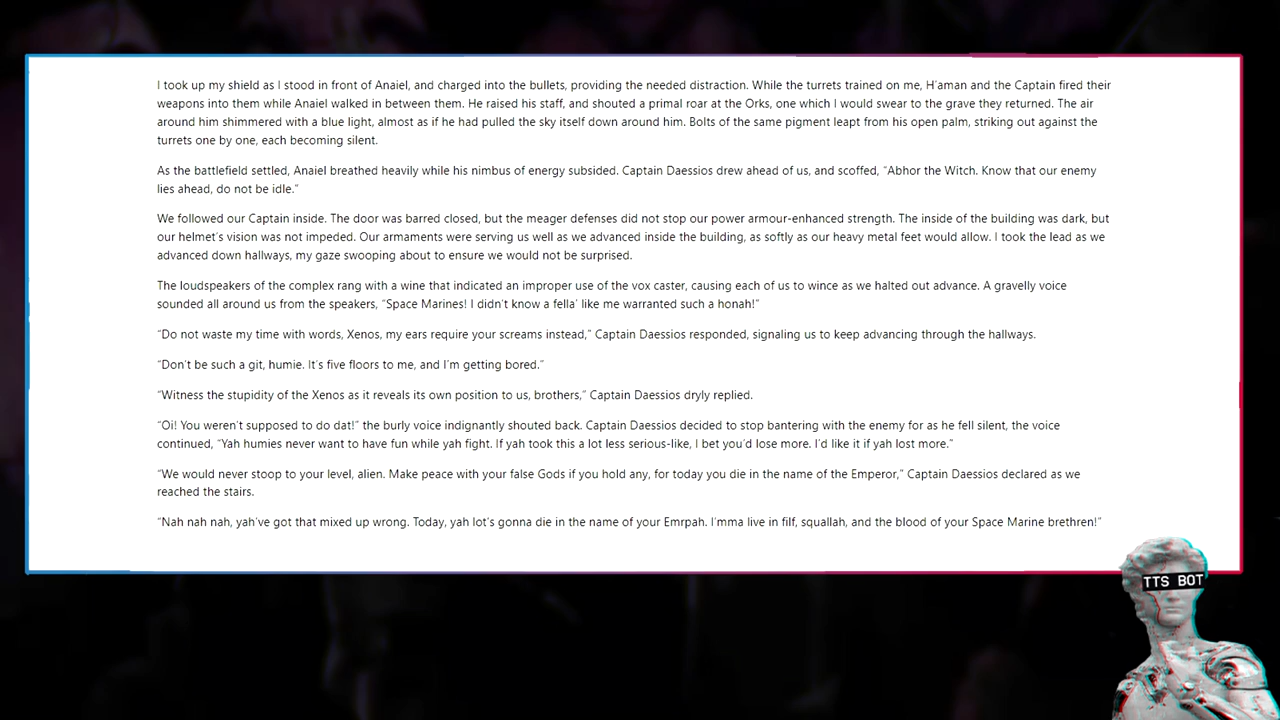 I took up my shield as I stood in front of Anaiel, and charged into the bullets, providing the needed distraction. While the turrets trained on me, H'aman and the Captain fired their
weapons into them while Anaiel walked in between them. He raised his staff, and shouted a primal roar at the Orks, one which I would swear to the grave they returned. The air
around him shimmered with a blue light, almost as if he had pulled the sky itself down around him. Bolts of the same pigment leapt from his open palm, striking out against the
turrets one by one, each becoming silent.
As the battlefield settled, Anaiel breathed heavily while his nimbus of energy subsided. Captain Daessios drew ahead of us, and scoffed, “Abhor the Witch. Know that our enemy
lies ahead, do not be idle.”
We followed our Captain inside. The door was barred closed, but the meager defenses did not stop our power armour-enhanced strength. The inside of the building was dark, but
our helmet's vision was not impeded. Our armaments were serving us well as we advanced inside the building, as softly as our heavy metal feet would allow. I took the lead as we
advanced down hallways, my gaze swooping about to ensure we would not be surprised.
The loudspeakers of the complex rang with a wine that indicated an improper use of the vox caster, causing each of us to wince as we halted out advance. A gravelly voice
sounded all around us from the speakers, “Space Marines! I didn't know a fella' like me warranted such a honah!”
“Do not waste my time with words, Xenos, my ears require your screams instead,” Captain Daessios responded, signaling us to keep advancing through the hallways.
“Don't be such a git, humie. It's five floors to me, and I'm getting bored.”
“Witness the stupidity of the Xenos as it reveals its own position to us, brothers,” Captain Daessios dryly replied.
“Oi! You weren't supposed to do dat!” the burly voice indignantly shouted back. Captain Daessios decided to stop bantering with the enemy for as he fell silent, the voice
continued, “Yah humies never want to have fun while yah fight. If yah took this a lot less serious-like, I bet you'd lose more. I'd like it if yah lost more.”
“We would never stoop to your level, alien. Make peace with your false Gods if you hold any, for today you die in the name of the Emperor,” Captain Daessios declared as we
reached the stairs.
“Nah nah nah, yah've got that mixed up wrong. Today, yah lot's gonna die in the name of your Emrpah. I'mma live in filf, squallah, and the blood of your Space Marine brethren!”
TTS BOT